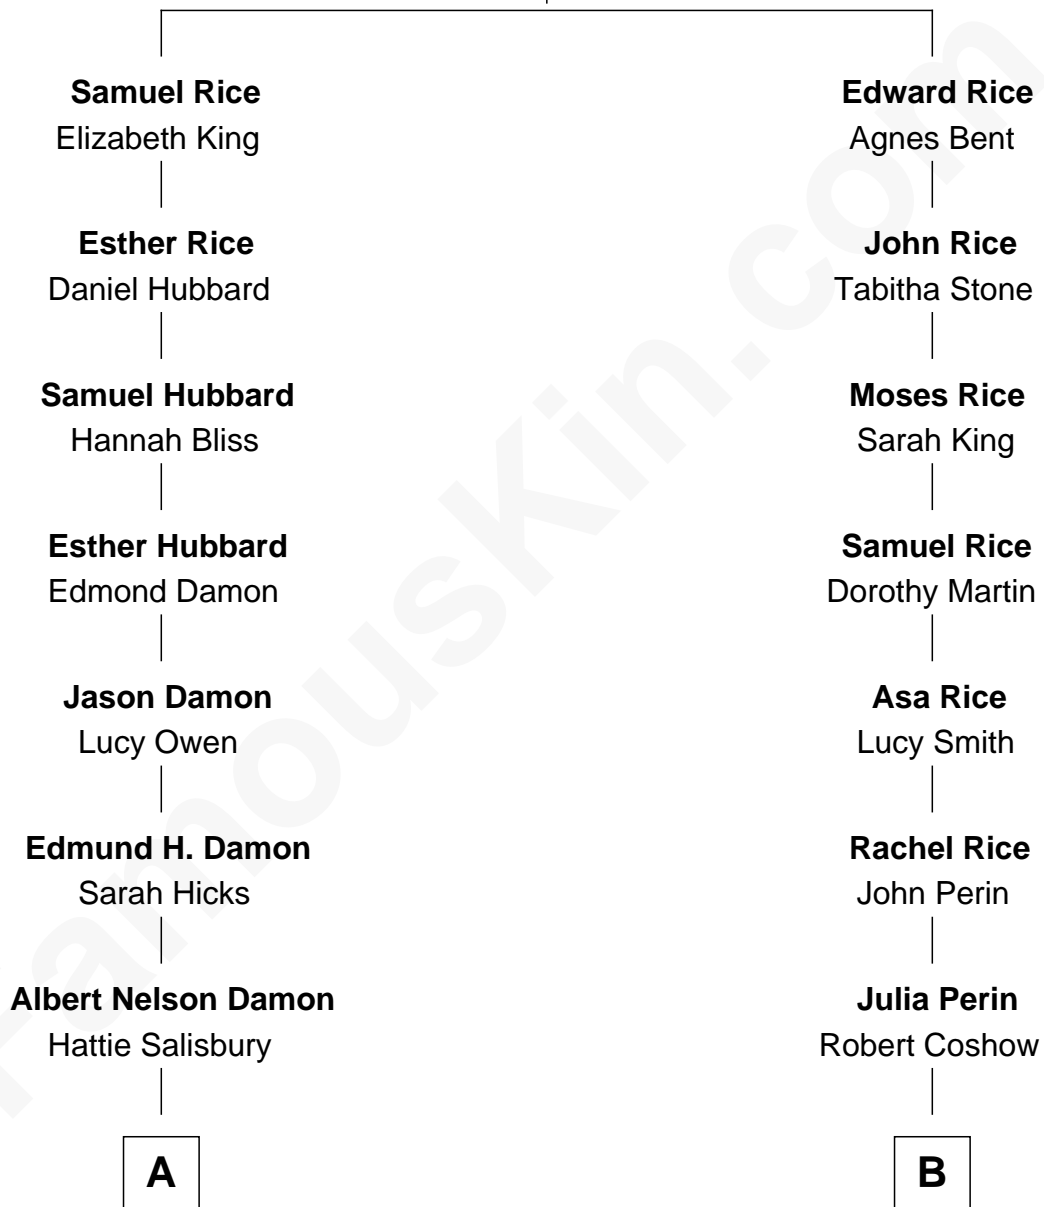 Samuel Rice
Elizabeth King
Edward Rice
Agnes Bent
Esther Rice
Daniel Hubbard
John Rice
Tabitha Stone
Samuel Hubbard
Hannah Bliss
Moses Rice
Sarah King
Esther Hubbard
Edmond Damon
Samuel Rice
Dorothy Martin
Jason Damon
Lucy Owen
Asa Rice
Lucy Smith
Edmund H. Damon
Sarah Hicks
Rachel Rice
John Perin
Albert Nelson Damon
Hattie Salisbury
Julia Perin
Robert Coshow
A
B
FamousKin.com